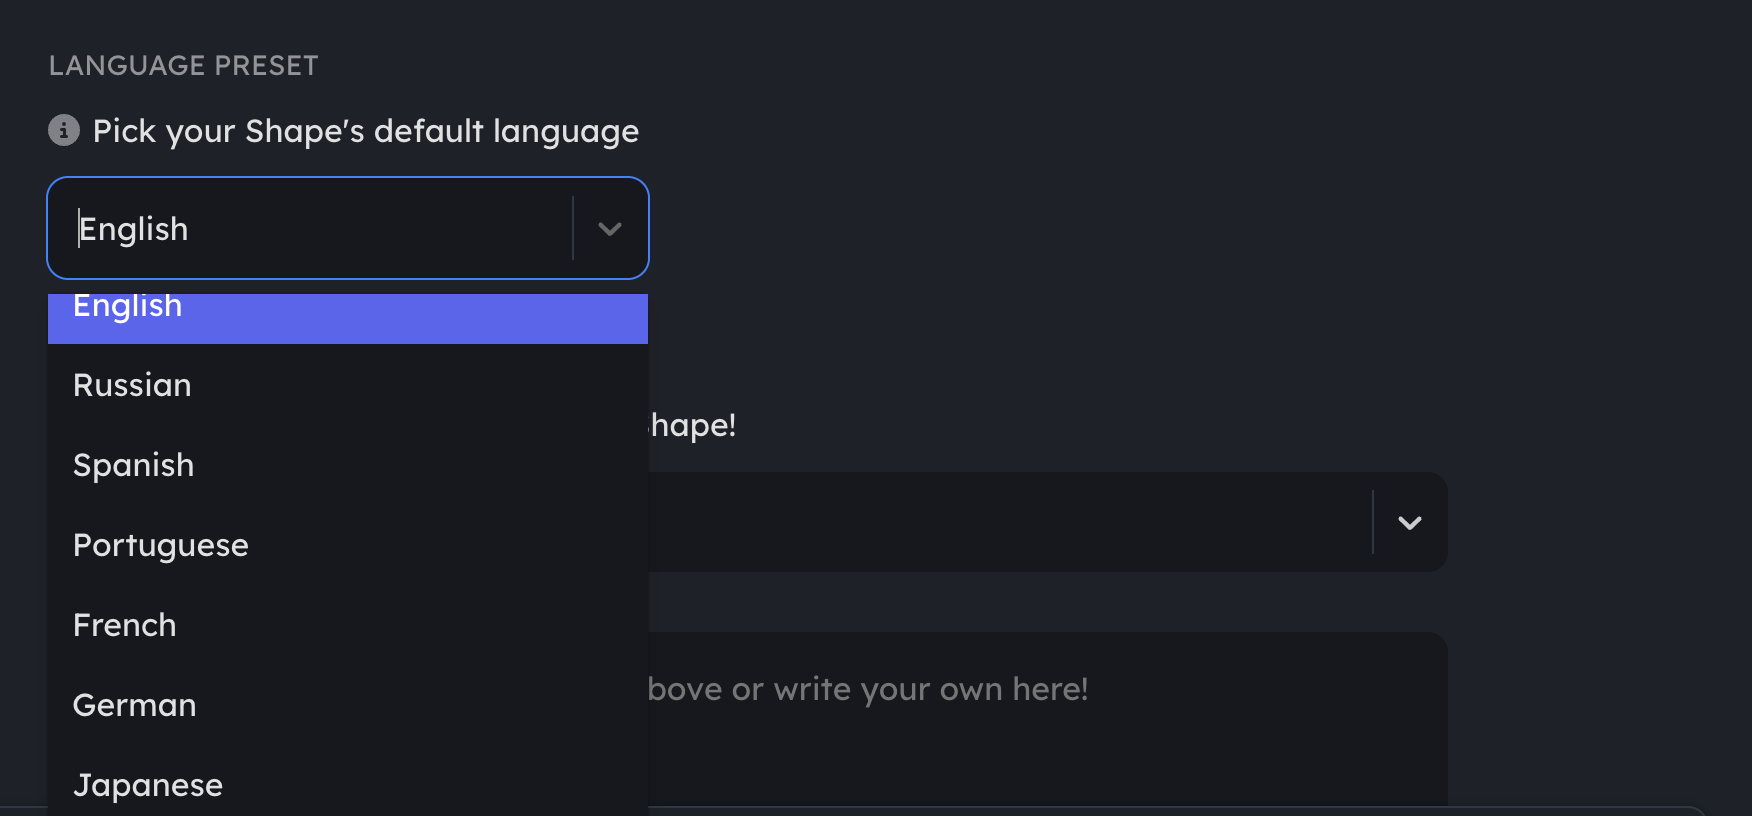 LANGUAGE PRESET
Pick your Shape's default language
English
English
Russian
Spanish
Portuguese
French
German
Japanese
hape!
bove or write your own here!